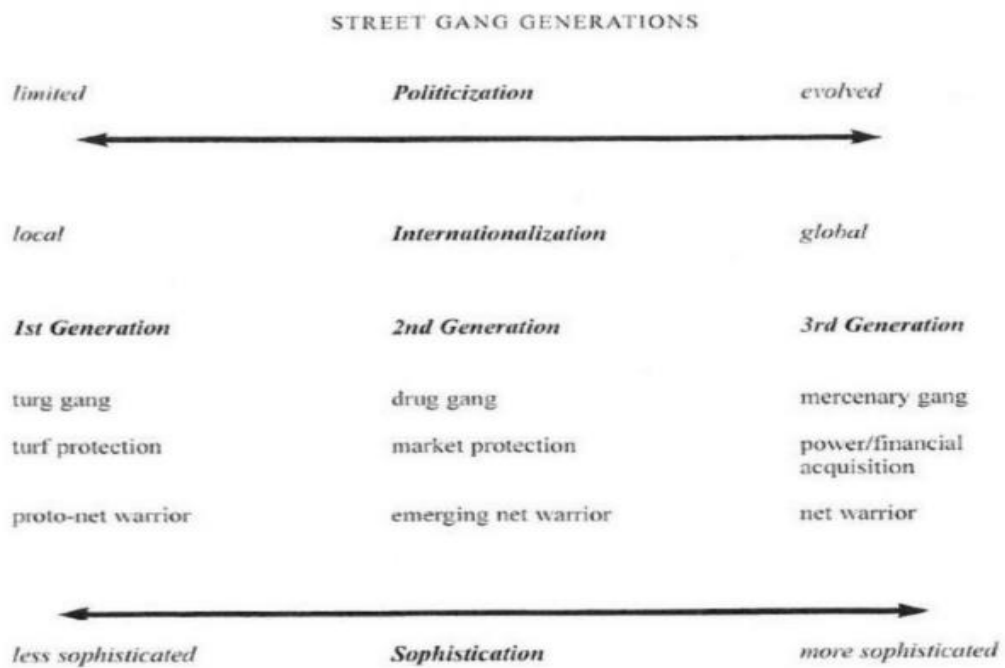 STREET GANG GENERATIONS
limited Politicization evolved
local Internationalization global
1st Generation 2nd Generation 3rd Generation
turg gang drug gang mercenary gang
turf protection market protection power/financial
acquisition
proto-net warrior emerging net warrior net warrior
less sophisticated Sophistication more sophisticated